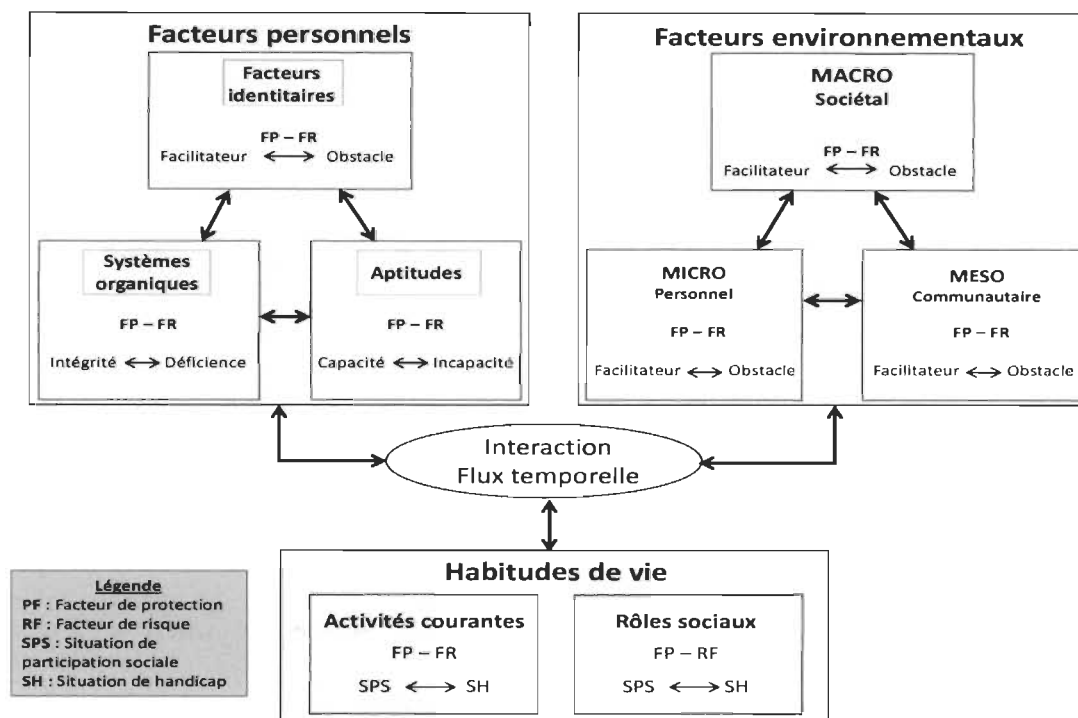 Facteurs personnels
Facteurs
identitaires
FP – FR
Facilitateur Obstacle
Systèmes
organiques
FP – FR
Intégrité Déficience
Aptitudes
FP – FR
Capacité Incapacité
Facteurs environnementaux
MACRO
Sociétal
FP – FR
Facilitateur Obstacle
MICRO
Personnel
FP – FR
Facilitateur Obstacle
MESO
Communautaire
FP – FR
Facilitateur Obstacle
Interaction
Flux temporelle
Habitudes de vie
Activités courantes
FP – FR
SPS SH
Rôles sociaux
FP – RF
SPS SH
Légende
PF : Facteur de protection
RF : Facteur de risque
SPS : Situation de
participation sociale
SH : Situation de handicap